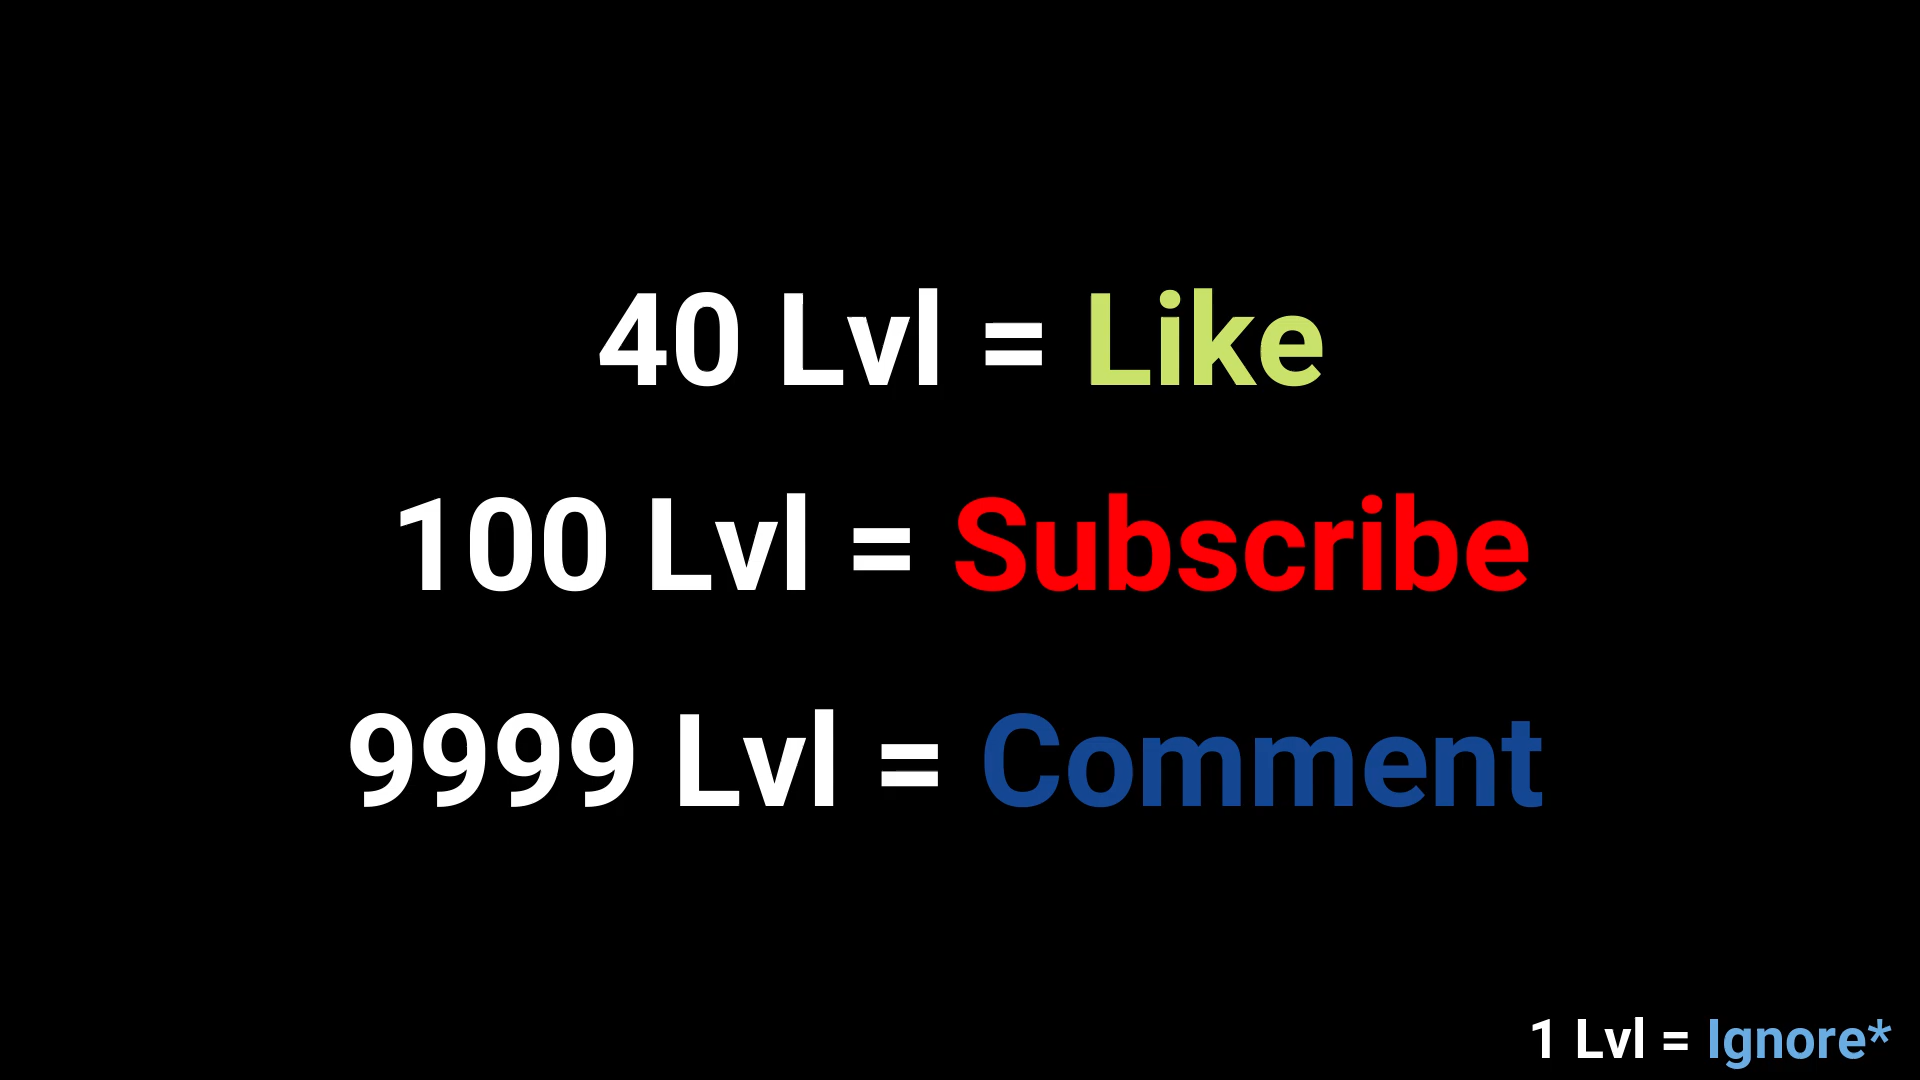 40 Lvl = Like
100 Lvl = Subscribe
9999 Lvl = Comment
1 Lvl = Ignore*